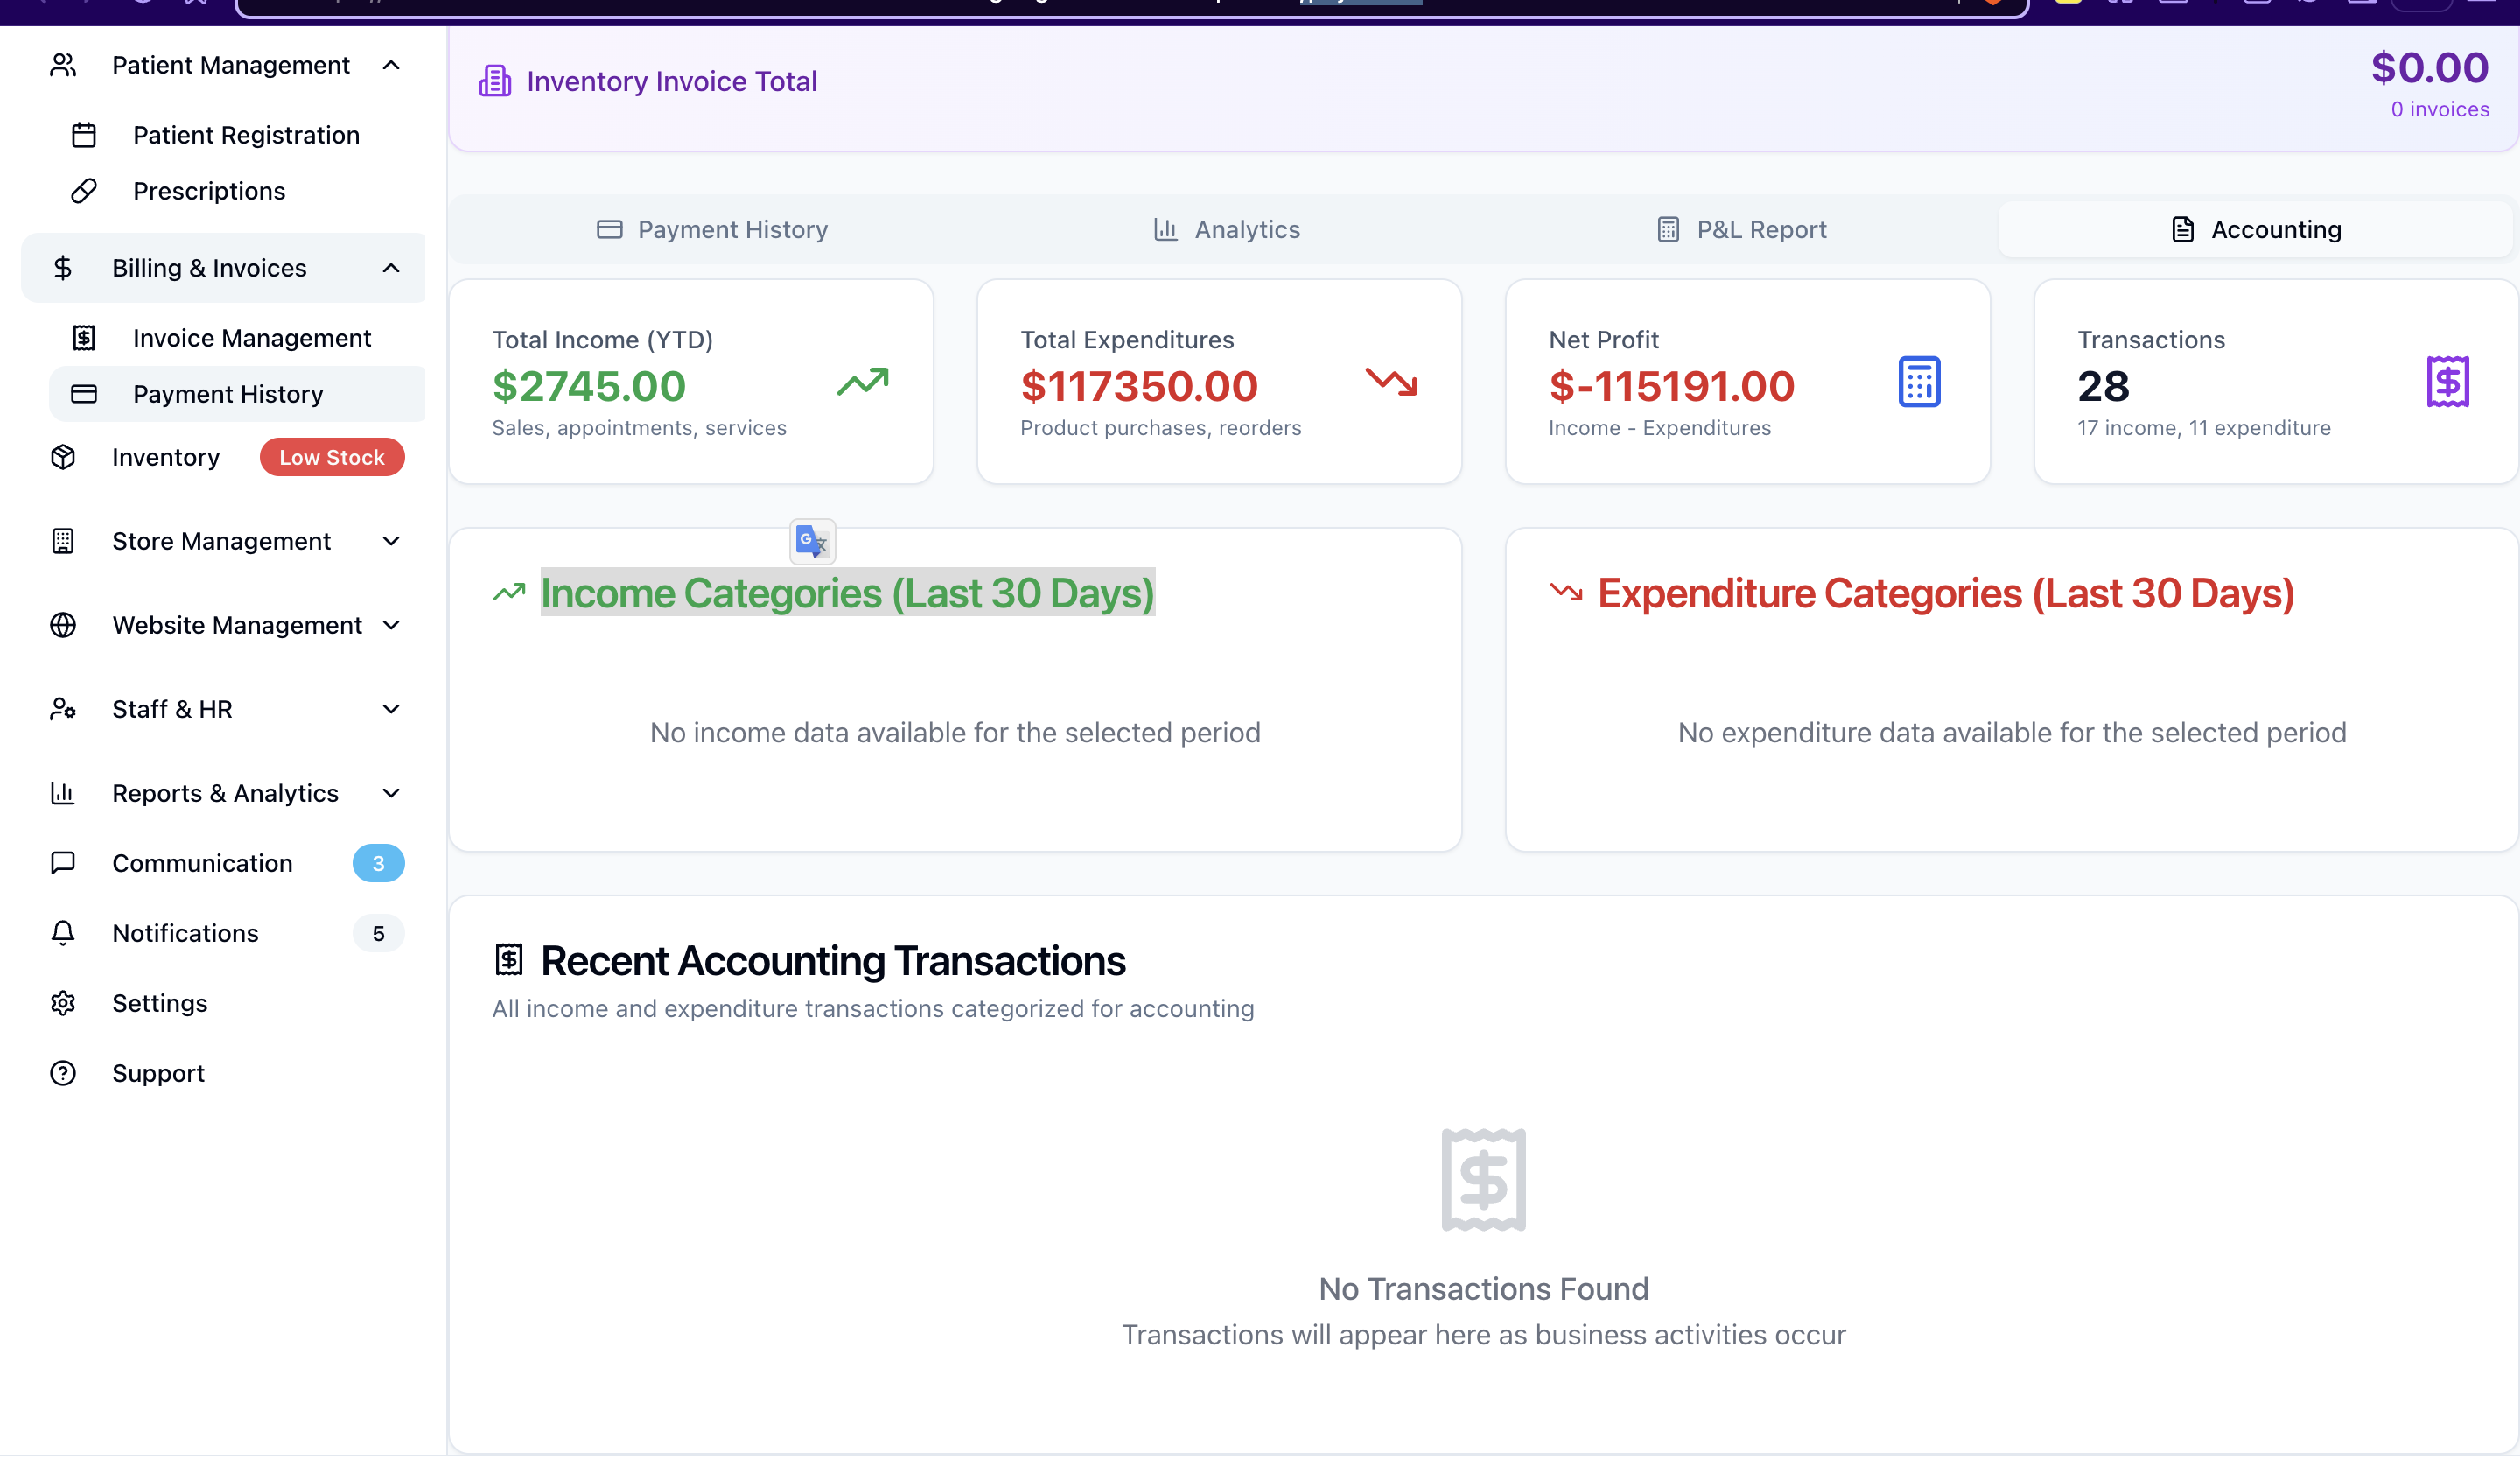 Patient Management
Patient Registration
Prescriptions
Billing & Invoices
Invoice Management
Payment History
Inventory
Low Stock
Store Management
Website Management
Staff & HR
Reports & Analytics
Communication
3
Notifications
5
Settings
Support
Inventory Invoice Total
$0.00
0 invoices
Payment History
Analytics
P&L Report
Accounting
Total Income (YTD)
$2745.00
Sales, appointments, services
Total Expenditures
$117350.00
Product purchases, reorders
Net Profit
$-115191.00
Income - Expenditures
Transactions
28
17 income, 11 expenditure
Income Categories (Last 30 Days)
No income data available for the selected period
Expenditure Categories (Last 30 Days)
No expenditure data available for the selected period
Recent Accounting Transactions
All income and expenditure transactions categorized for accounting
No Transactions Found
Transactions will appear here as business activities occur